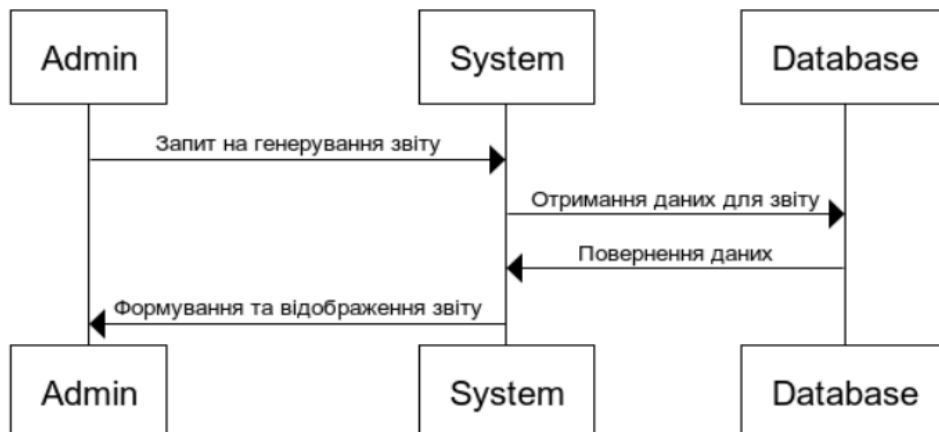 Admin
System
Database
Запит на генерування звіту
Отримання даних для звіту
Повернення даних
Формування та відображення звіту
Admin
System
Database